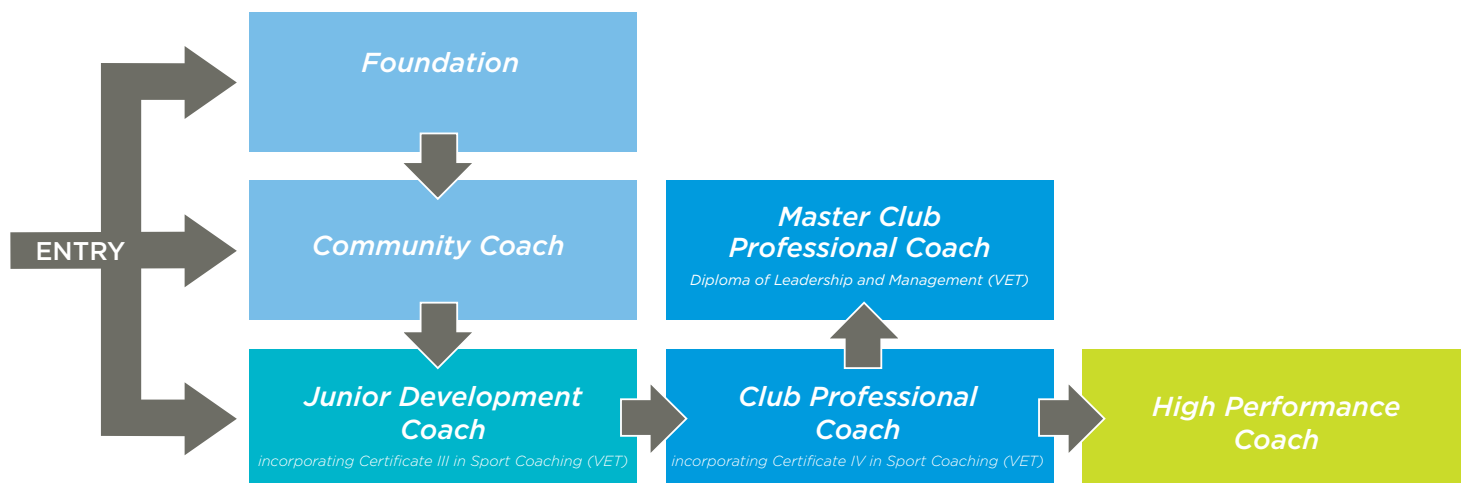 Foundation
ENTRY
Community Coach
Master Club
Professional Coach
Diploma of Leadership and Management (VET)
Junior Development
Coach
incorporating Certificate III in Sport Coaching (VET)
Club Professional
Coach
incorporating Certificate IV in Sport Coaching (VET)
High Performance
Coach